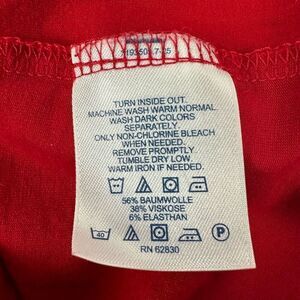 TURN INSIDE OUT.
MACHINE WASH WARM NORMAL.
WASH DARK COLORS
SEPARATELY.
ONLY NON-CHLORINE BLEACH
WHEN NEEDED.
REMOVE PROMPTLY
TUMBLE DRY LOW.
WARM IRON IF NEEDED.
56% BAUMWOLLE
38% VISKOSE
6% ELASTHAN
40 P
RN 62830